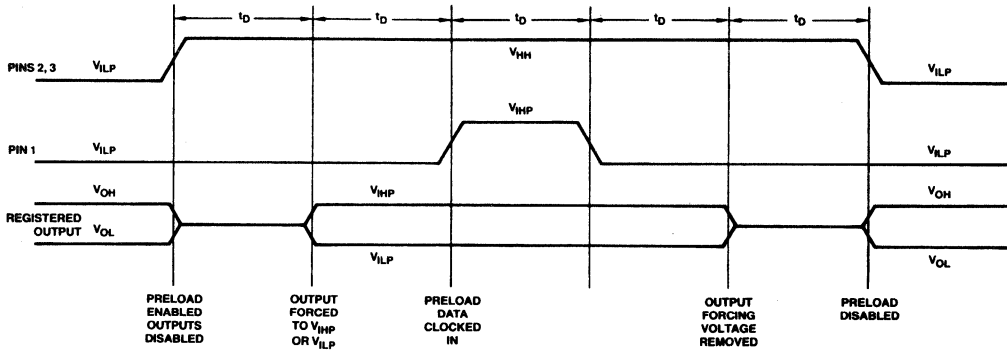 tD tD tD tD tD
PINS 2, 3 VILP VHH VILP
PIN 1 VILP VIHP VILP
VOH VIHP VOH
REGISTERED
OUTPUT VOL VILP VOL
PRELOAD
ENABLED
OUTPUTS
DISABLED
OUTPUT
FORCED
TO VIHP
OR VILP
PRELOAD
DATA
CLOCKED
IN
OUTPUT
FORCING
VOLTAGE
REMOVED
PRELOAD
DISABLED